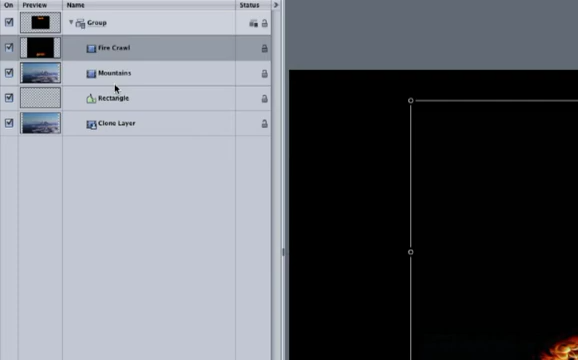 On Preview Name Status
Group
Fire Crawl
Mountains
Rectangle
Clone Layer